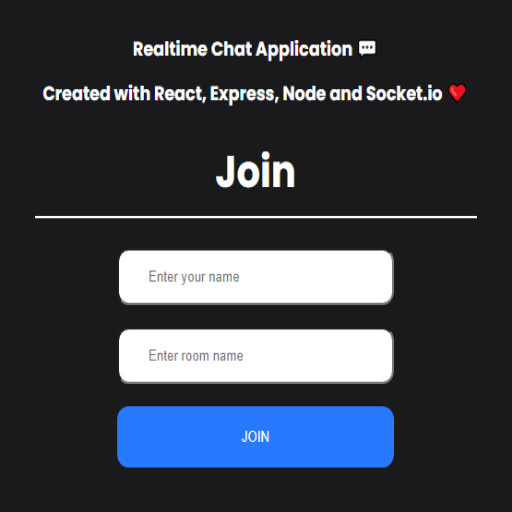 Realtime Chat Application 💬
Created with React, Express, Node and Socket.io ❤️
Join
Enter your name
Enter room name
JOIN